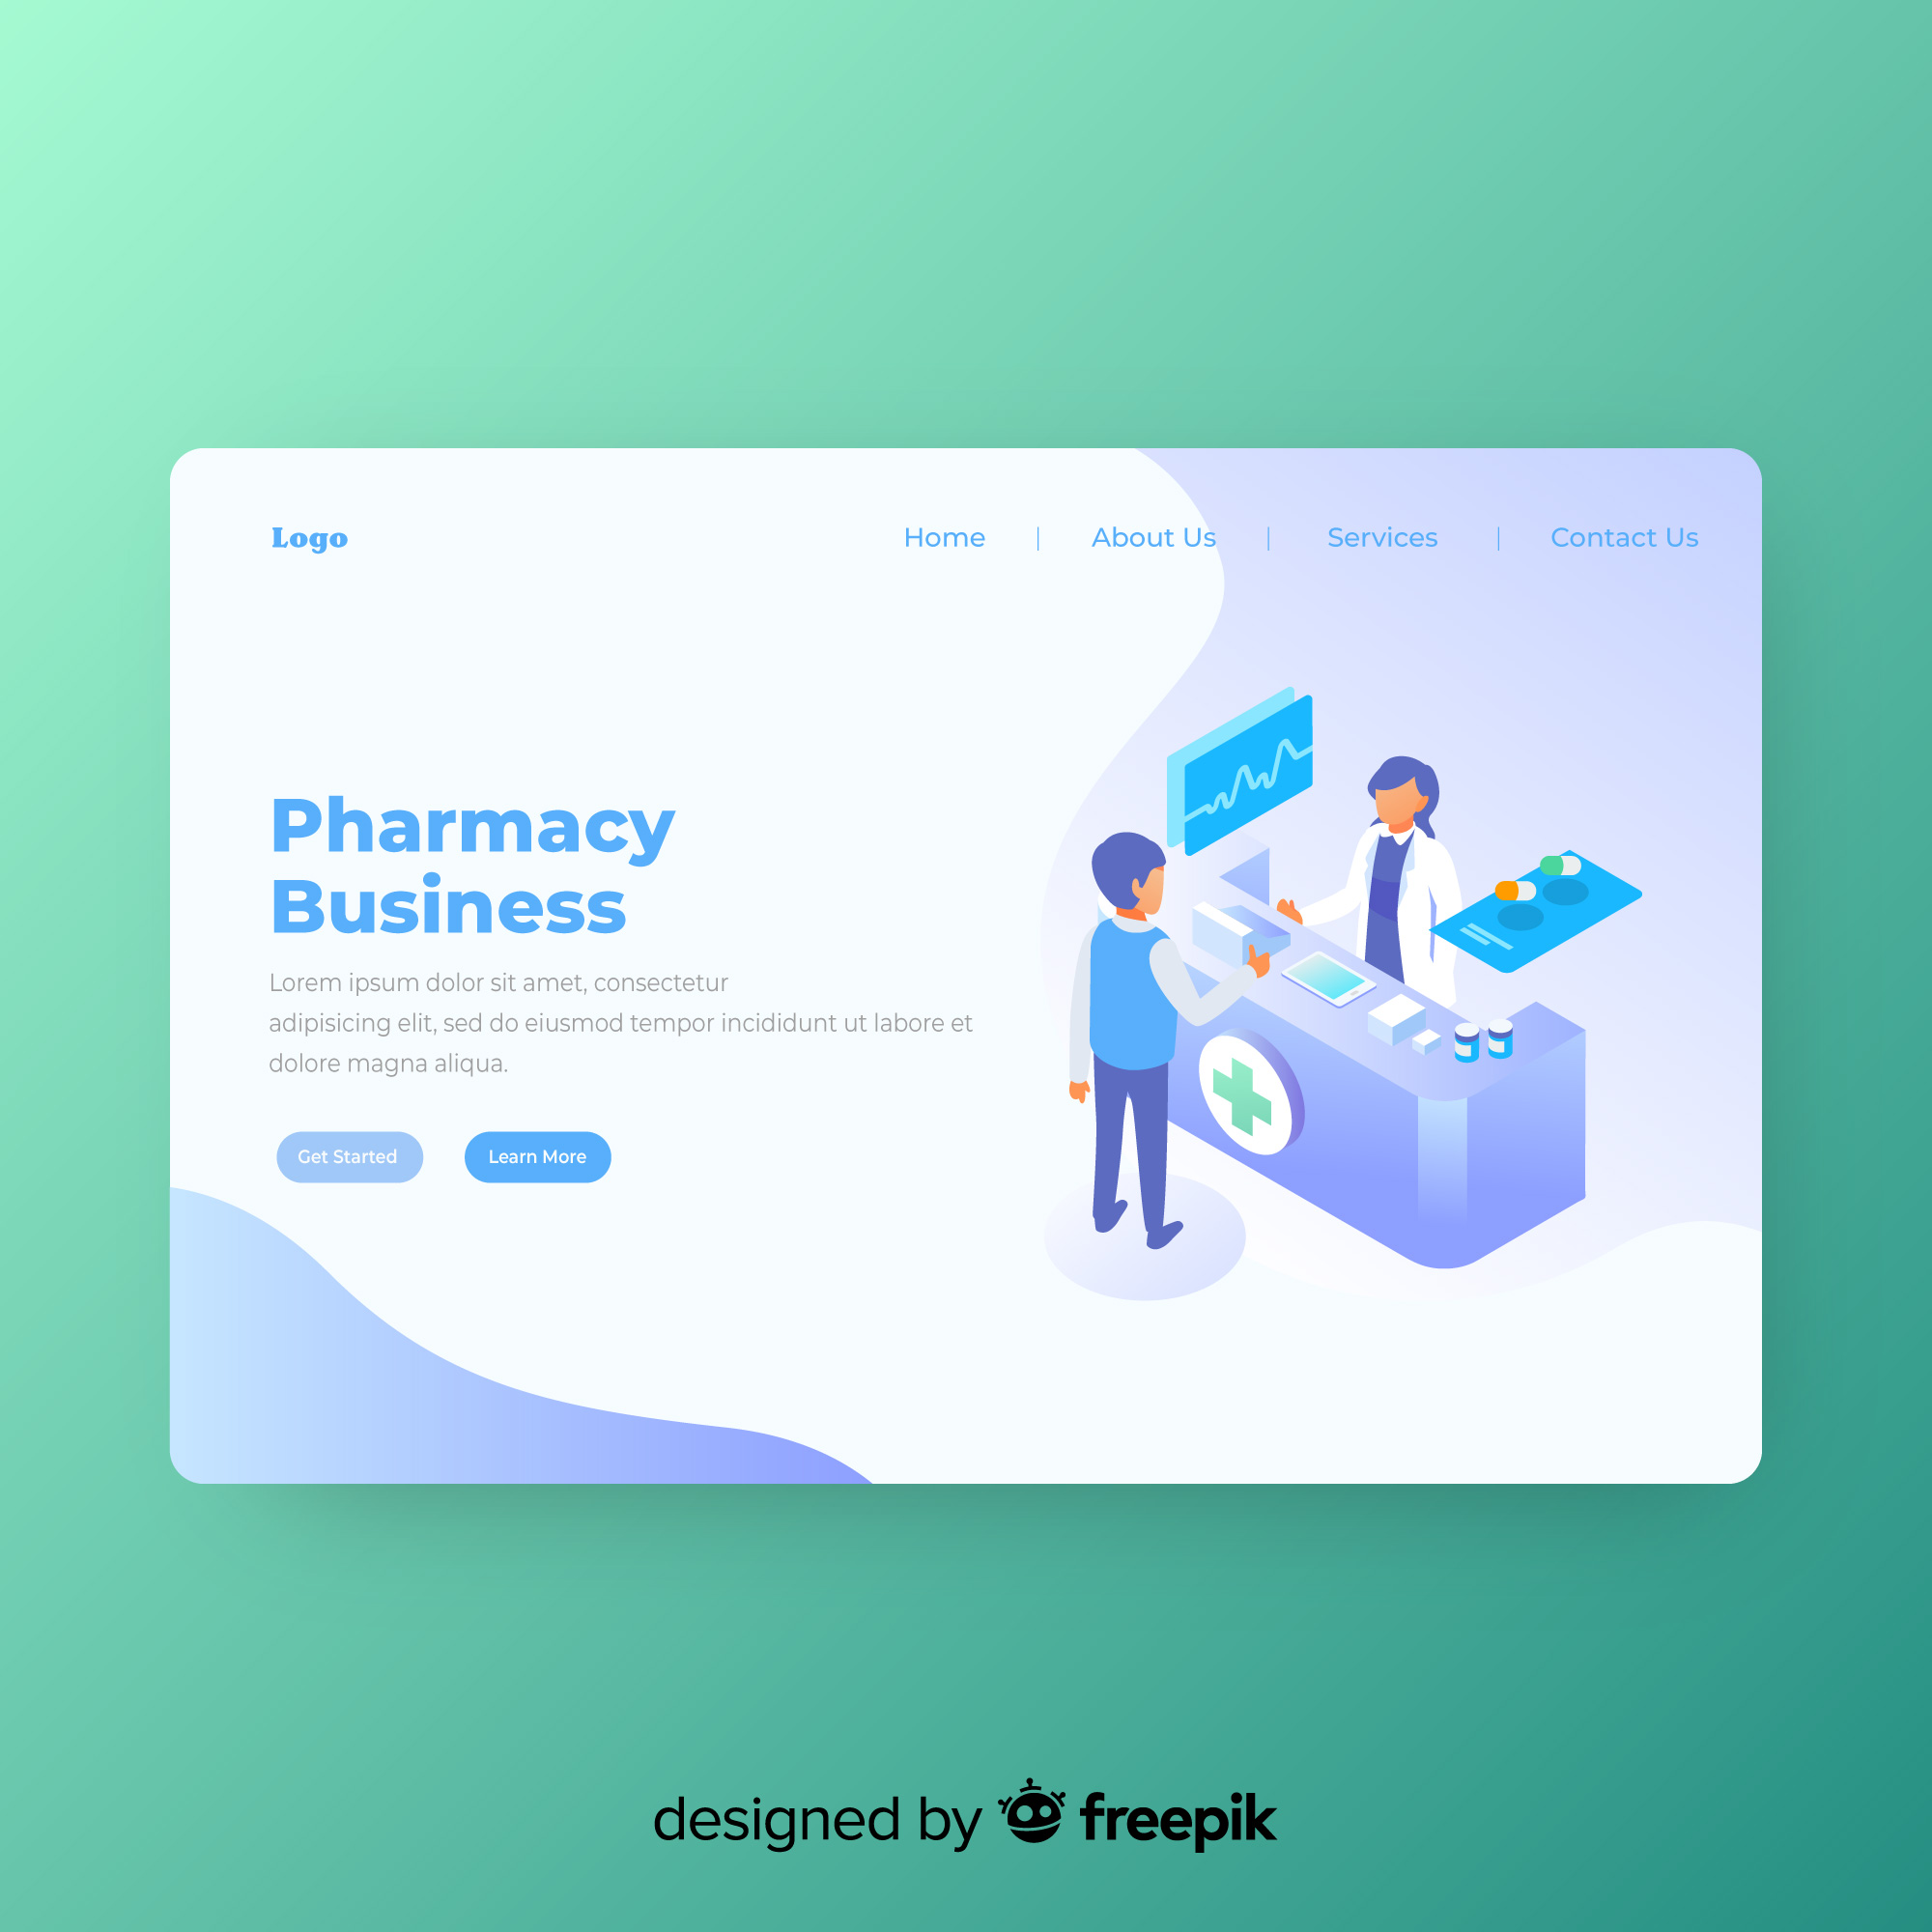 Logo
Home | About Us | Services | Contact Us
Pharmacy
Business
Lorem ipsum dolor sit amet, consectetur
adipisicing elit, sed do eiusmod tempor incididunt ut labore et
dolore magna aliqua.
Get Started
Learn More
designed by freepik